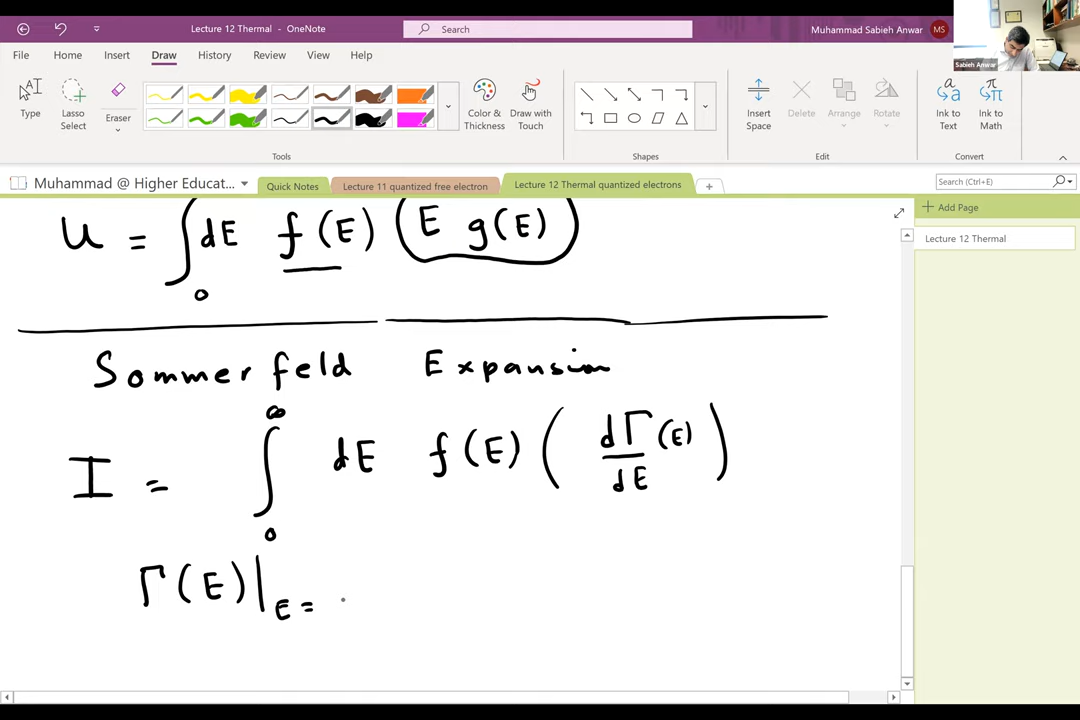 Lecture 12 Thermal - OneNote
Search
Muhammad Sabieh Anwar
MS
Sabieh Anwar
File Home Insert Draw History Review View Help
Type
Lasso Select
Eraser
Color & Thickness
Draw with Touch
Insert Space
Delete
Arrange
Rotate
Ink to Text
Ink to Math
Tools
Shapes
Edit
Convert
Muhammad @ Higher Educat...
Quick Notes
Lecture 11 quantized free electron
Lecture 12 Thermal quantized electrons
Search (Ctrl+E)
Add Page
Lecture 12 Thermal
U = ∫₀ dE f(E) (E g(E))
Sommerfeld Expansion
I = ∫₀^∞ dE f(E) ( dΓ(E) / dE )
Γ(E)|E=